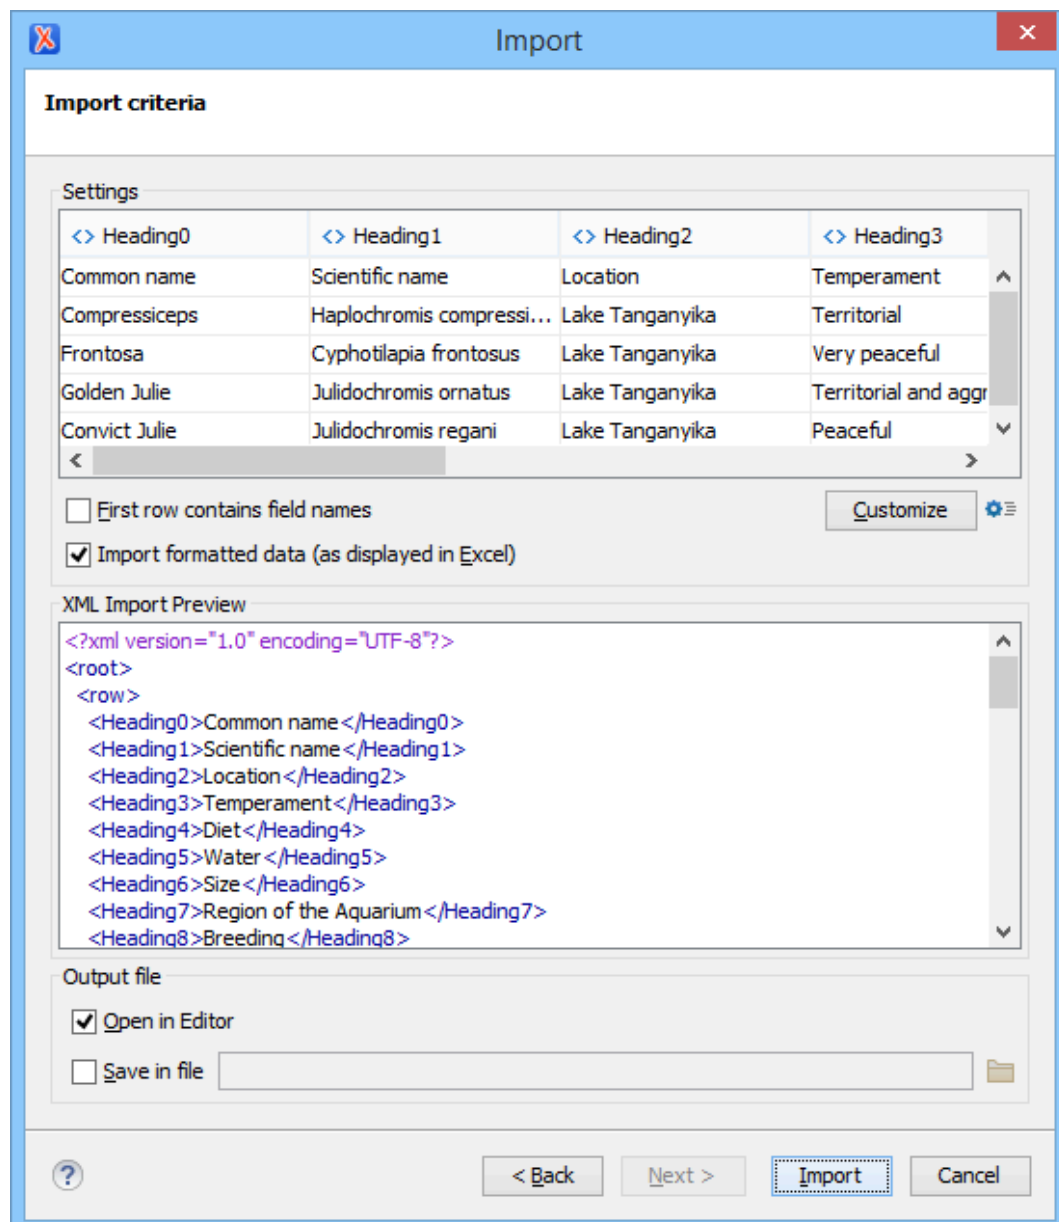 Import
Import criteria
Settings
<> Heading0 <> Heading1 <> Heading2 <> Heading3
Common name Scientific name Location Temperament
Compressiceps Haplochromis compressi... Lake Tanganyika Territorial
Frontosa Cyphotilapia frontosus Lake Tanganyika Very peaceful
Golden Julie Julidochromis ornatus Lake Tanganyika Territorial and aggr
Convict Julie Julidochromis regani Lake Tanganyika Peaceful
First row contains field names Customize
Import formatted data (as displayed in Excel)
XML Import Preview
<?xml version="1.0" encoding="UTF-8"?>
<root>
<row>
<Heading0>Common name</Heading0>
<Heading1>Scientific name</Heading1>
<Heading2>Location</Heading2>
<Heading3>Temperament</Heading3>
<Heading4>Diet</Heading4>
<Heading5>Water</Heading5>
<Heading6>Size</Heading6>
<Heading7>Region of the Aquarium</Heading7>
<Heading8>Breeding</Heading8>
Output file
Open in Editor
Save in file
? < Back Next > Import Cancel